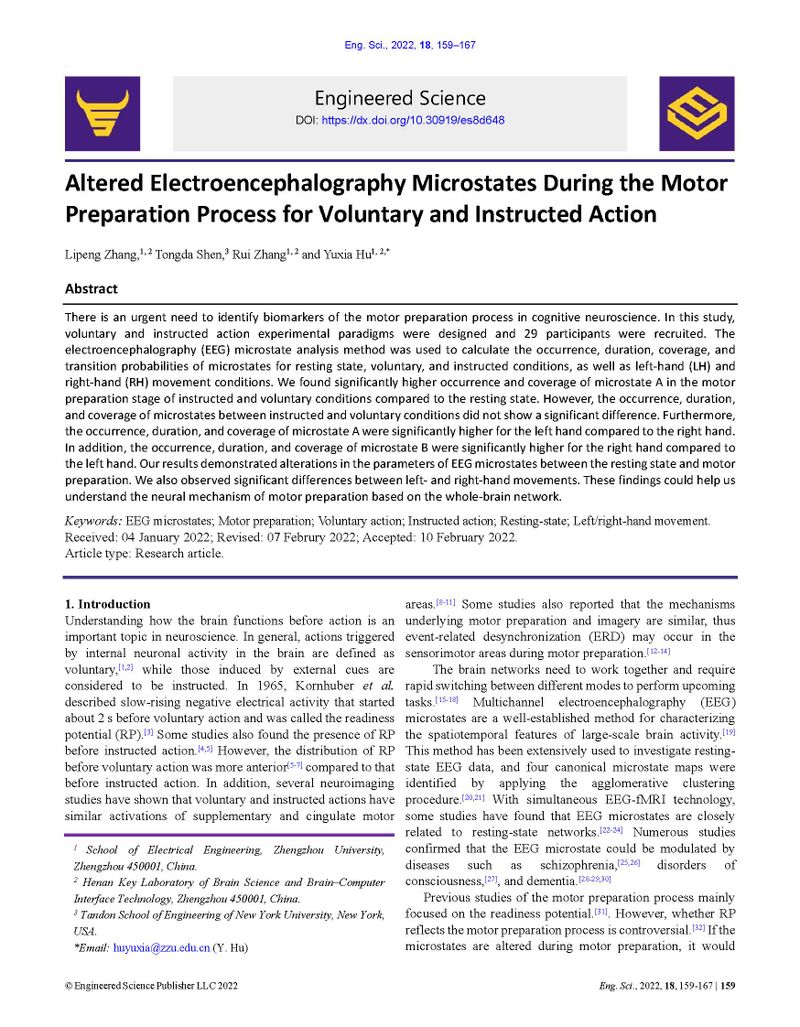 Eng. Sci., 2022, 18, 159–167
Engineered Science
DOI: https://dx.doi.org/10.30919/es8d648
Altered Electroencephalography Microstates During the Motor
Preparation Process for Voluntary and Instructed Action
Lipeng Zhang,1, 2 Tongda Shen,3 Rui Zhang1, 2 and Yuxia Hu1, 2,*
Abstract
There is an urgent need to identify biomarkers of the motor preparation process in cognitive neuroscience. In this study,
voluntary and instructed action experimental paradigms were designed and 29 participants were recruited. The
electroencephalography (EEG) microstate analysis method was used to calculate the occurrence, duration, coverage, and
transition probabilities of microstates for resting state, voluntary, and instructed conditions, as well as left-hand (LH) and
right-hand (RH) movement conditions. We found significantly higher occurrence and coverage of microstate A in the motor
preparation stage of instructed and voluntary conditions compared to the resting state. However, the occurrence, duration,
and coverage of microstates between instructed and voluntary conditions did not show a significant difference. Furthermore,
the occurrence, duration, and coverage of microstate A were significantly higher for the left hand compared to the right hand.
In addition, the occurrence, duration, and coverage of microstate B were significantly higher for the right hand compared to
the left hand. Our results demonstrated alterations in the parameters of EEG microstates between the resting state and motor
preparation. We also observed significant differences between left- and right-hand movements. These findings could help us
understand the neural mechanism of motor preparation based on the whole-brain network.
Keywords: EEG microstates; Motor preparation; Voluntary action; Instructed action; Resting-state; Left/right-hand movement.
Received: 04 January 2022; Revised: 07 Februry 2022; Accepted: 10 February 2022.
Article type: Research article.
1. Introduction
Understanding how the brain functions before action is an
important topic in neuroscience. In general, actions triggered
by internal neuronal activity in the brain are defined as
voluntary,[1,2] while those induced by external cues are
considered to be instructed. In 1965, Kornhuber et al.
described slow-rising negative electrical activity that started
about 2 s before voluntary action and was called the readiness
potential (RP).[3] Some studies also found the presence of RP
before instructed action.[4,5] However, the distribution of RP
before voluntary action was more anterior[5-7] compared to that
before instructed action. In addition, several neuroimaging
studies have shown that voluntary and instructed actions have
similar activations of supplementary and cingulate motor
1 School of Electrical Engineering, Zhengzhou University,
Zhengzhou 450001, China.
2 Henan Key Laboratory of Brain Science and Brain–Computer
Interface Technology, Zhengzhou 450001, China.
3 Tandon School of Engineering of New York University, New York,
USA.
*Email: huyuxia@zzu.edu.cn (Y. Hu)
areas.[8-11] Some studies also reported that the mechanisms
underlying motor preparation and imagery are similar, thus
event-related desynchronization (ERD) may occur in the
sensorimotor areas during motor preparation.[12-14]
The brain networks need to work together and require
rapid switching between different modes to perform upcoming
tasks.[15-18] Multichannel electroencephalography (EEG)
microstates are a well-established method for characterizing
the spatiotemporal features of large-scale brain activity.[19]
This method has been extensively used to investigate resting-
state EEG data, and four canonical microstate maps were
identified by applying the agglomerative clustering
procedure.[20,21] With simultaneous EEG-fMRI technology,
some studies have found that EEG microstates are closely
related to resting-state networks.[22-24] Numerous studies
confirmed that the EEG microstate could be modulated by
diseases such as schizophrenia,[25,26] disorders of
consciousness,[27], and dementia.[28-29,30]
Previous studies of the motor preparation process mainly
focused on the readiness potential.[31]. However, whether RP
reflects the motor preparation process is controversial.[32] If the
microstates are altered during motor preparation, it would
© Engineered Science Publisher LLC 2022
Eng. Sci., 2022, 18, 159-167 | 159